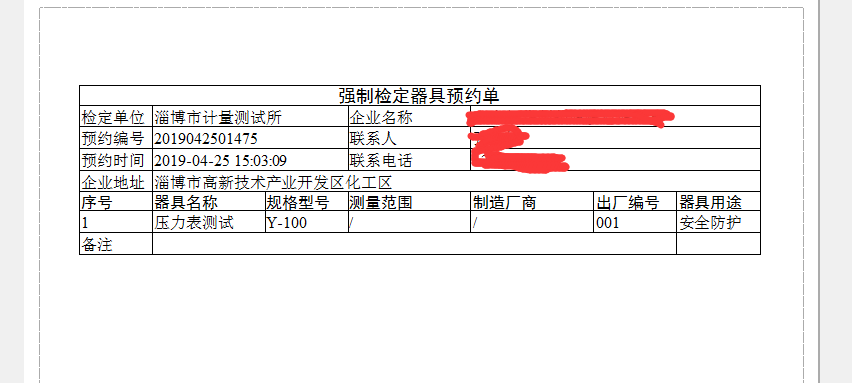 强制检定器具预约单
检定单位 淄博市计量测试所 企业名称
预约编号 2019042501475 联系人
预约时间 2019-04-25 15:03:09 联系电话
企业地址 淄博市高新技术产业开发区化工区
序号 器具名称 规格型号 测量范围 制造厂商 出厂编号 器具用途
1 压力表测试 Y-100 / / 001 安全防护
备注